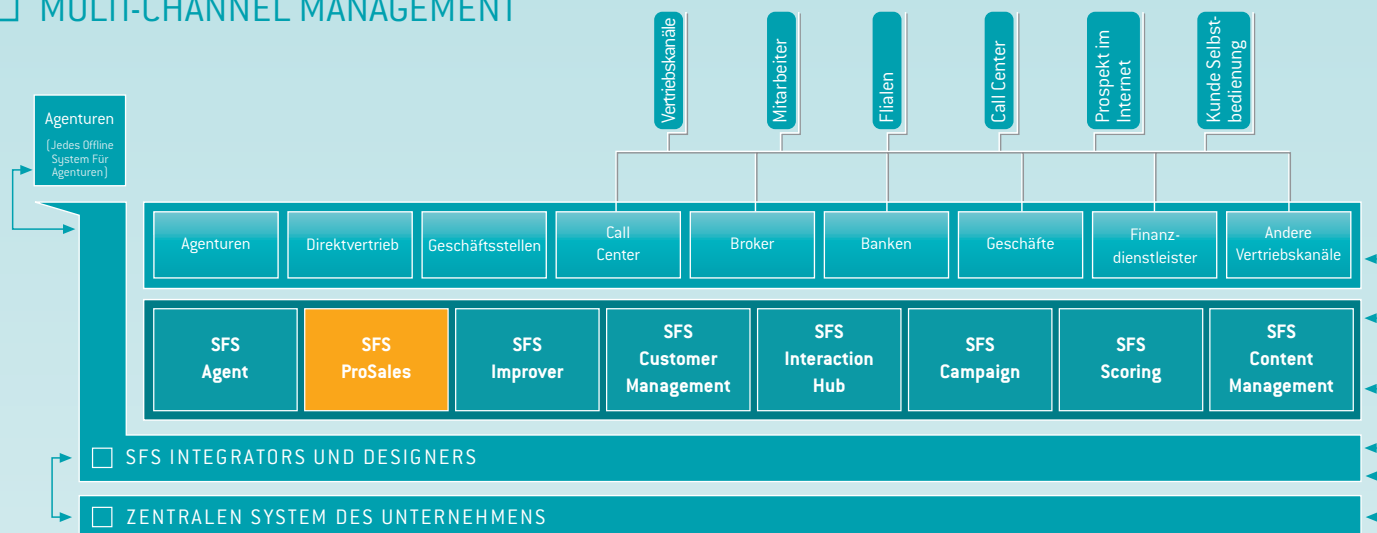 MULTI-CHANNEL MANAGEMENT
Vertriebskanäle
Mitarbeiter
Flialen
Call Center
Prospekt im
Internet
Kunde Selbst-
bedienung
Agenturen
(Jedes Offline
System Für
Agenturen)
Agenturen
Direktvertrieb
Geschäftsstellen
Call
Center
Broker
Banken
Geschäfte
Finanz-
dienstleister
Andere
Vertriebskanäle
SFS
Agent
SFS
ProSales
SFS
Improver
SFS
Customer
Management
SFS
Interaction
Hub
SFS
Campaign
SFS
Scoring
SFS
Content
Management
SFS INTEGRATORS UND DESIGNERS
ZENTRALEN SYSTEM DES UNTERNEHMENS